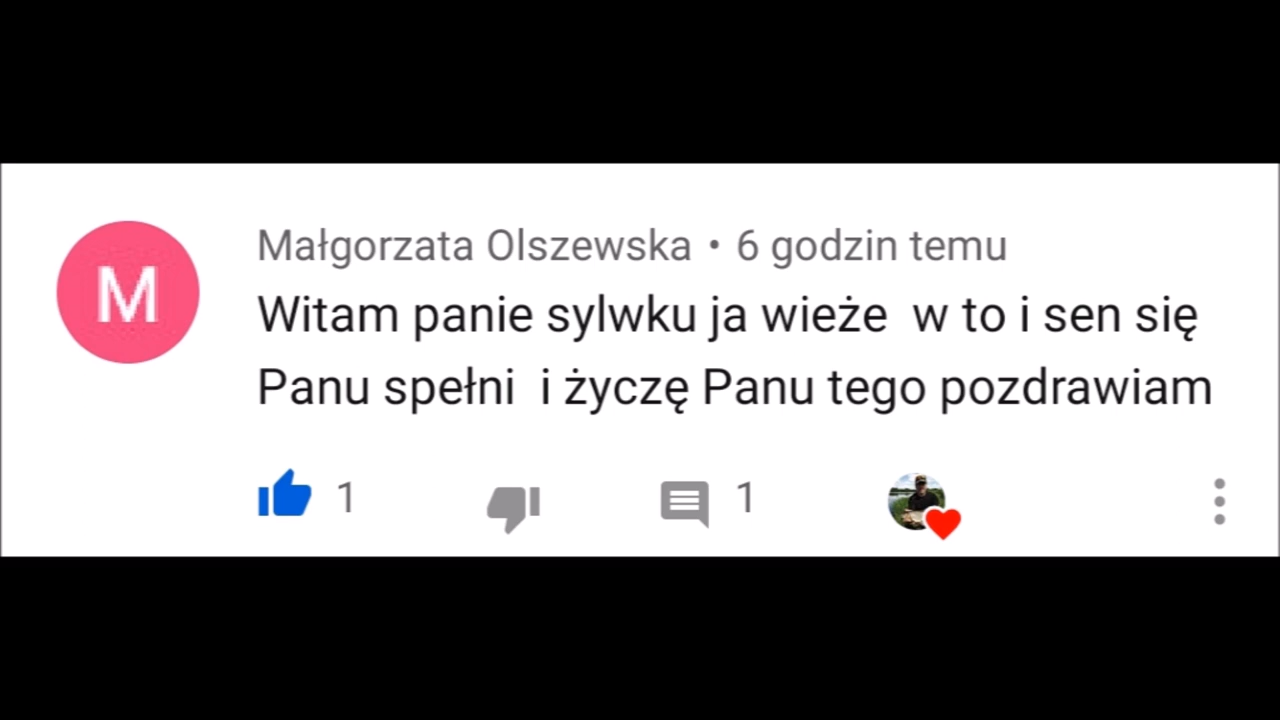 M
Małgorzata Olszewska • 6 godzin temu
Witam panie sylwku ja wieże w to i sen się
Panu spełni i życzę Panu tego pozdrawiam
1 1